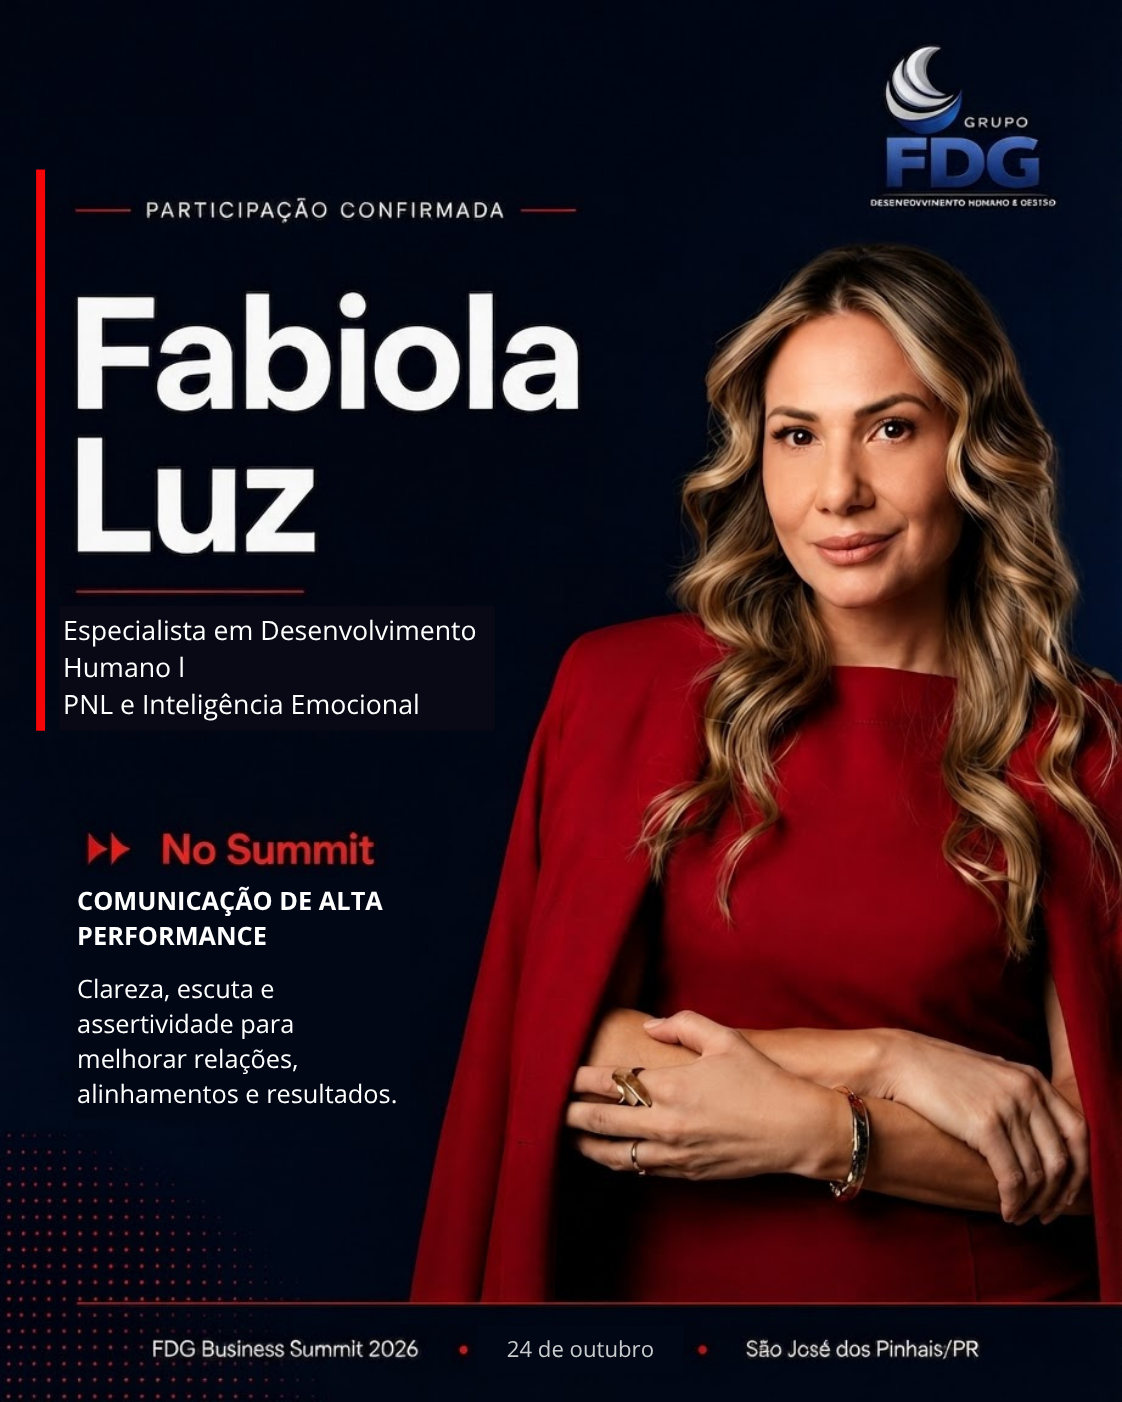 GRUPO
FDG
PARTICIPAÇÃO CONFIRMADA
Fabiola
Luz
Especialista em Desenvolvimento
Humano l
PNL e Inteligência Emocional
No Summit
COMUNICAÇÃO DE ALTA
PERFORMANCE
Clareza, escuta e
assertividade para
melhorar relações,
alinhamentos e resultados.
FDG Business Summit 2026 • 24 de outubro • São José dos Pinhais/PR